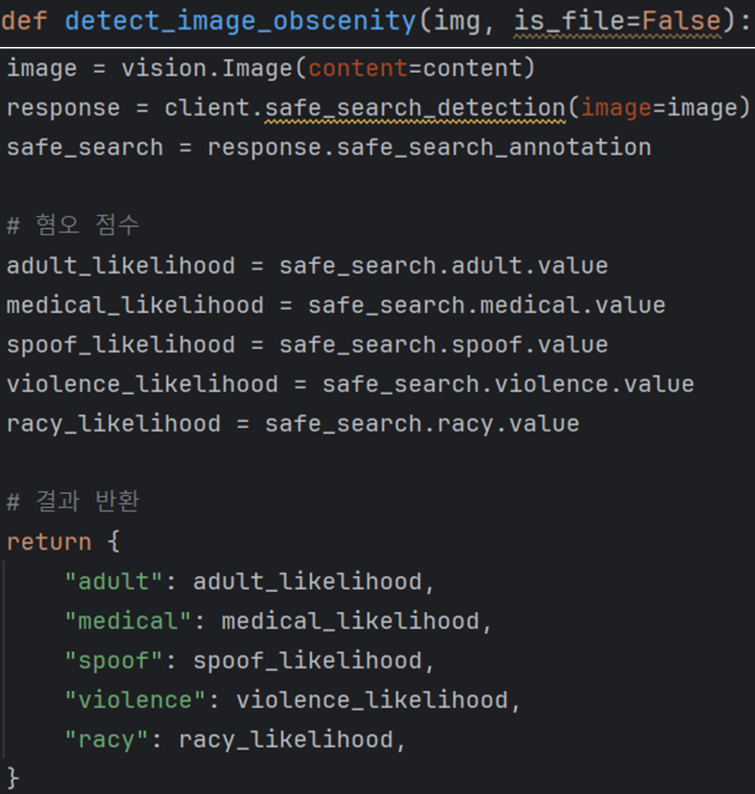 def detect_image_obscenity(img, is_file=False):
image = vision.Image(content=content)
response = client.safe_search_detection(image=image)
safe_search = response.safe_search_annotation
# 혐오 점수
adult_likelihood = safe_search.adult.value
medical_likelihood = safe_search.medical.value
spoof_likelihood = safe_search.spoof.value
violence_likelihood = safe_search.violence.value
racy_likelihood = safe_search.racy.value
# 결과 반환
return {
"adult": adult_likelihood,
"medical": medical_likelihood,
"spoof": spoof_likelihood,
"violence": violence_likelihood,
"racy": racy_likelihood,
}